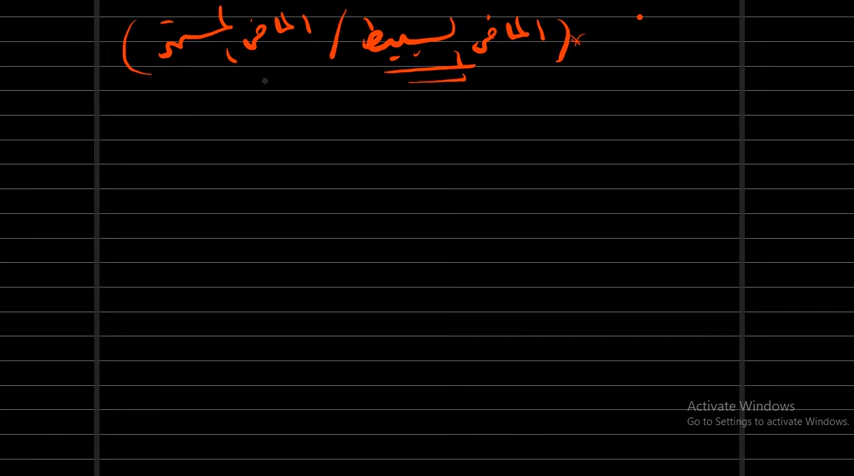 * (الماضي البسيط / الماضي المستمر)
Activate Windows
Go to Settings to activate Windows.